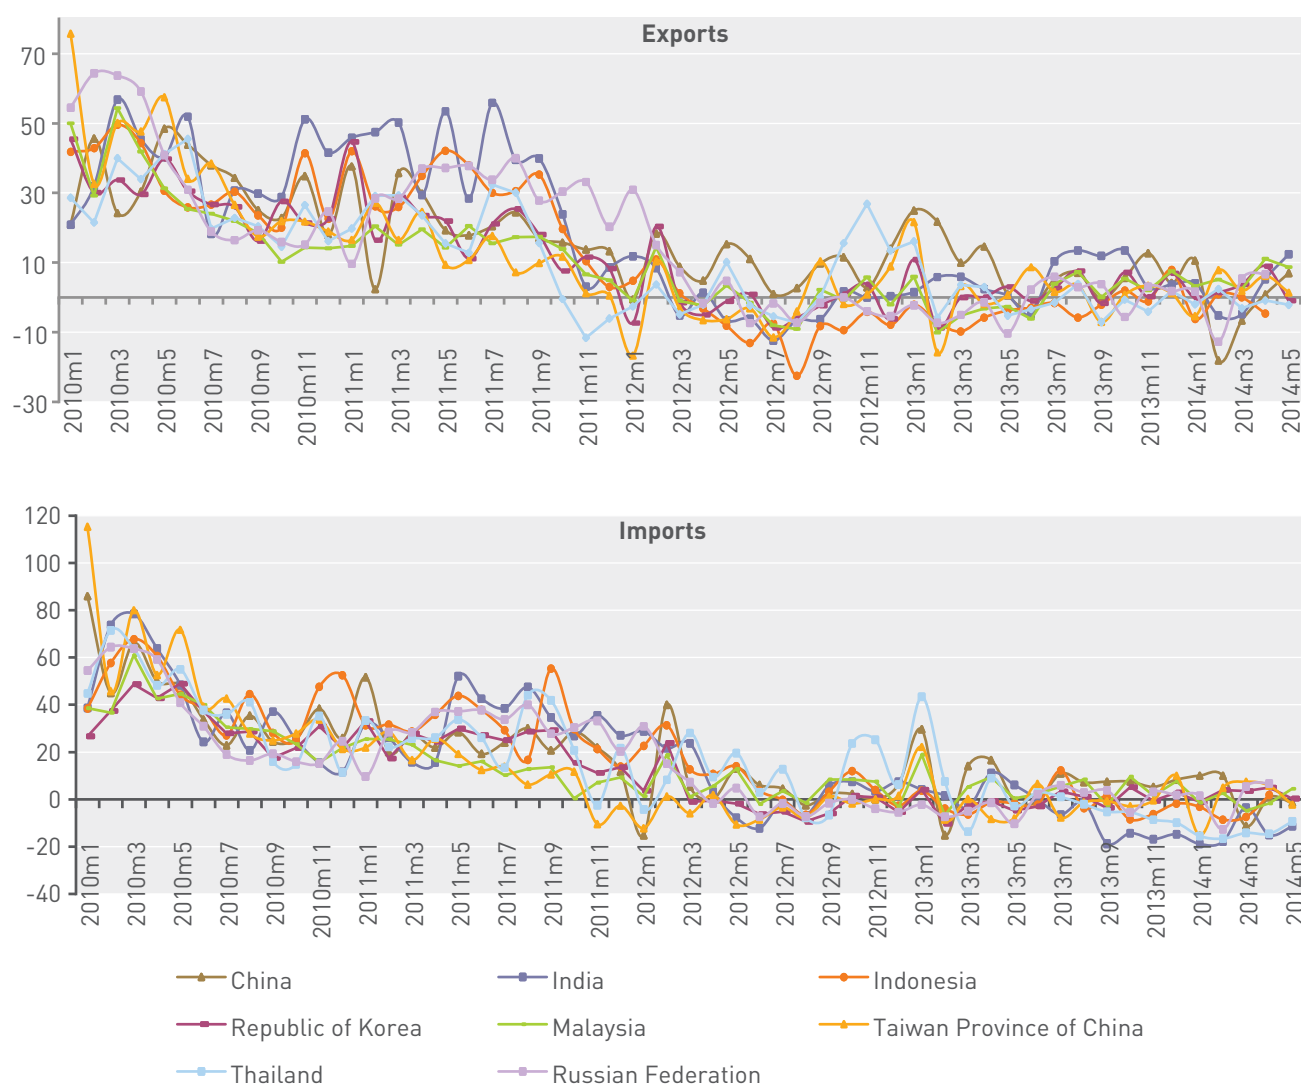 Exports
70
50
30
10
-10
-30
2010m1 2010m3 2010m5 2010m7 2010m9 2010m11 2011m1 2011m3 2011m5 2011m7 2011m9 2011m11 2012m1 2012m3 2012m5 2012m7 2012m9 2012m11 2013m1 2013m3 2013m5 2013m7 2013m9 2013m11 2014m1 2014m3 2014m5
Imports
120
100
80
60
40
20
0
-20
-40
2010m1 2010m3 2010m5 2010m7 2010m9 2010m11 2011m1 2011m3 2011m5 2011m7 2011m9 2011m11 2012m1 2012m3 2012m5 2012m7 2012m9 2012m11 2013m1 2013m3 2013m5 2013m7 2013m9 2013m11 2014m1 2014m3 2014m5
China India Indonesia
Republic of Korea Malaysia Taiwan Province of China
Thailand Russian Federation